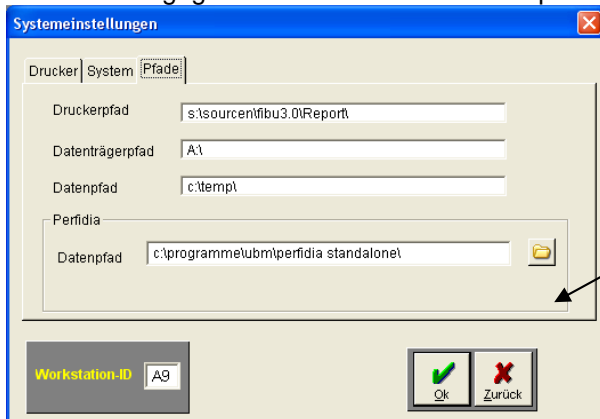 Systemeinstellungen
Drucker System Pfade
Druckerpfad s:\sourcen\fibu3.0\Report\
Datenträgerpfad A:\
Datenpfad c:\temp\
Perfidia
Datenpfad c:\programme\ubm\perfidia standalone\
Workstation-ID A9
Ok Zurück